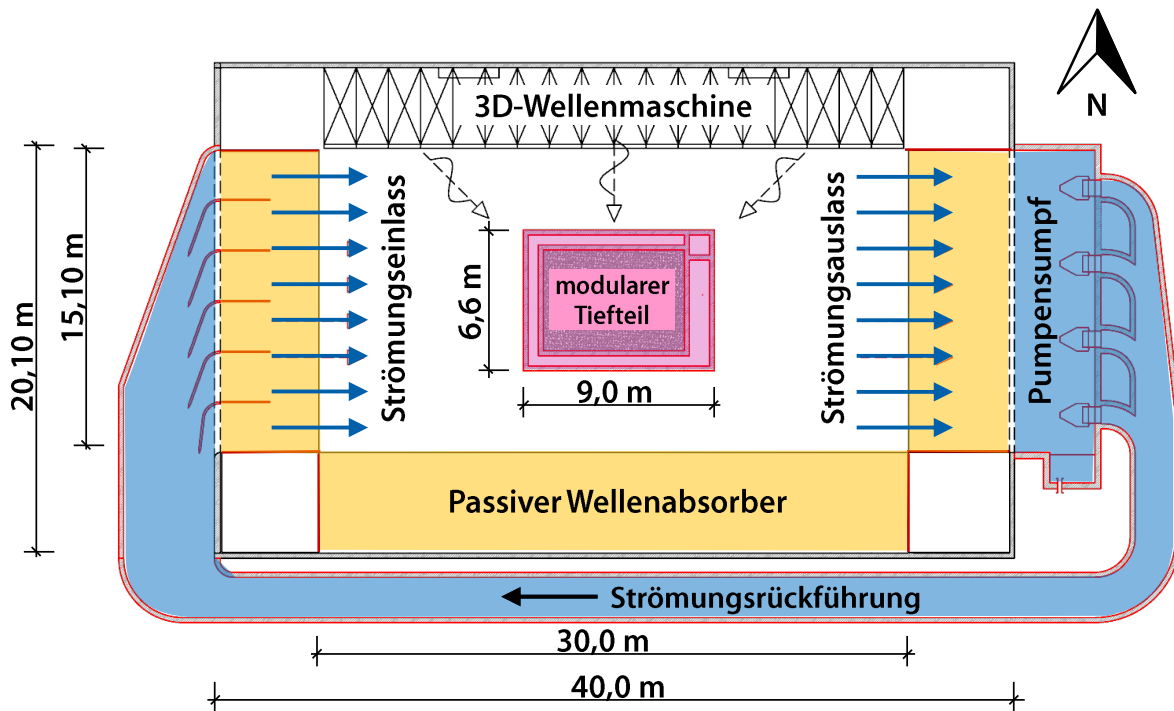 3D-Wellenmaschine
N
20,10 m
15,10 m
Strömungseinlass
6,6 m
modularer
Tiefteil
9,0 m
Strömungsauslass
Pumpensumpf
Passiver Wellenabsorber
Strömungsrückführung
30,0 m
40,0 m